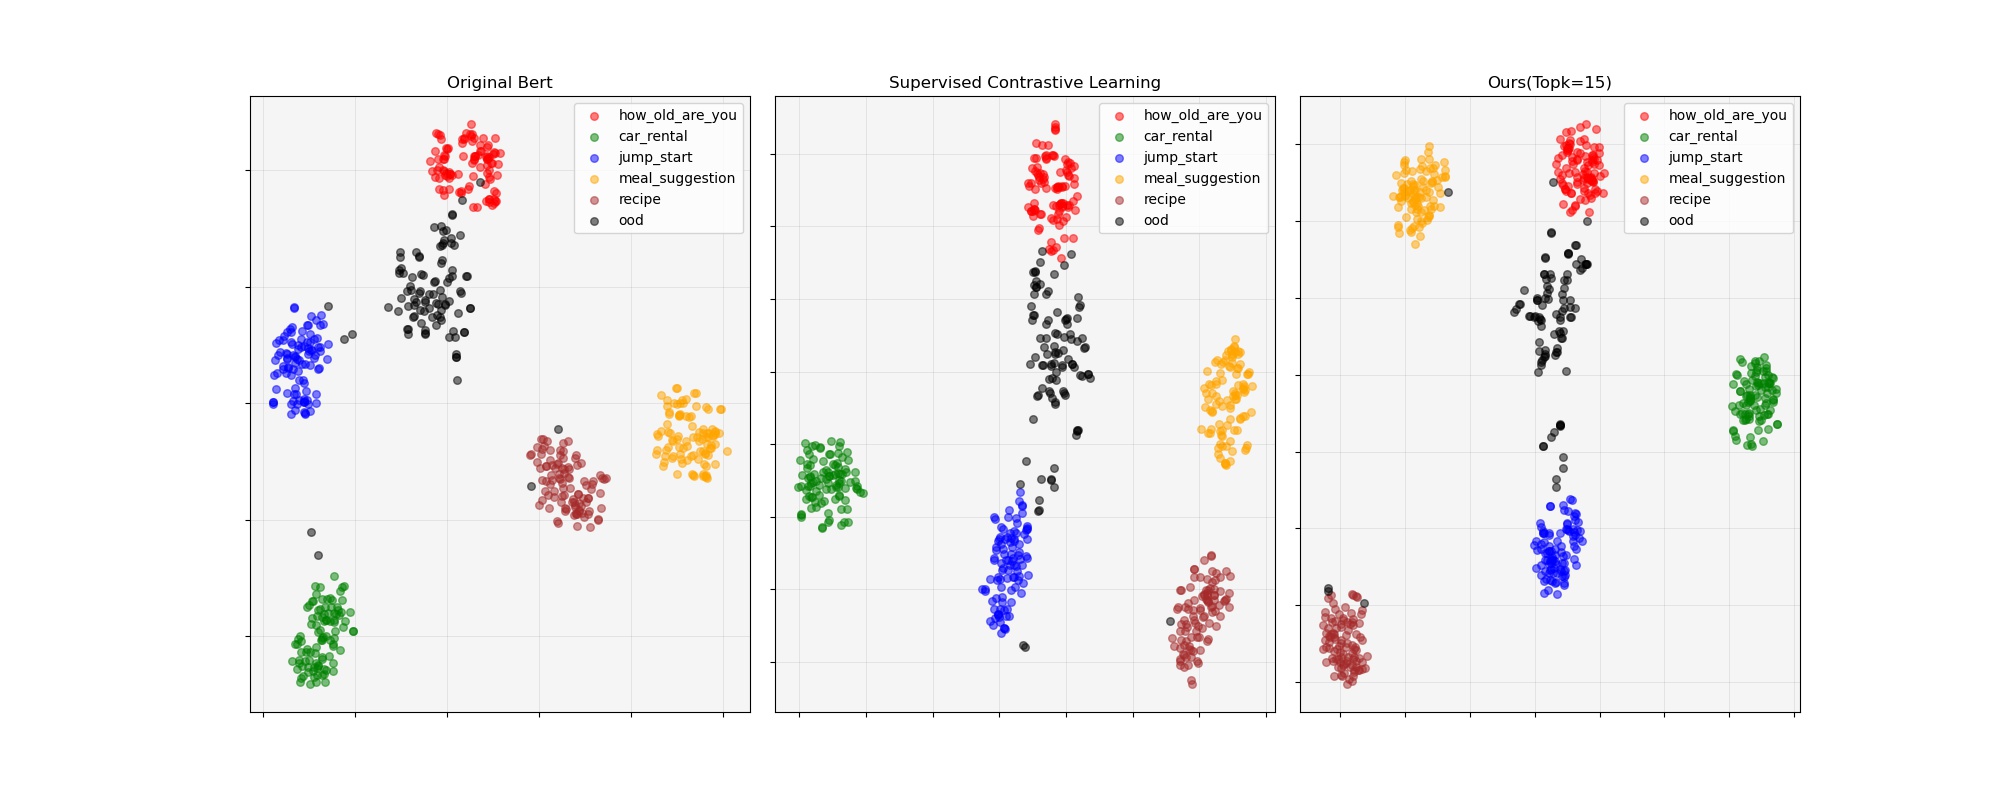 Original Bert
how_old_are_you
car_rental
jump_start
meal_suggestion
recipe
ood
Supervised Contrastive Learning
how_old_are_you
car_rental
jump_start
meal_suggestion
recipe
ood
Ours(Topk=15)
how_old_are_you
car_rental
jump_start
meal_suggestion
recipe
ood